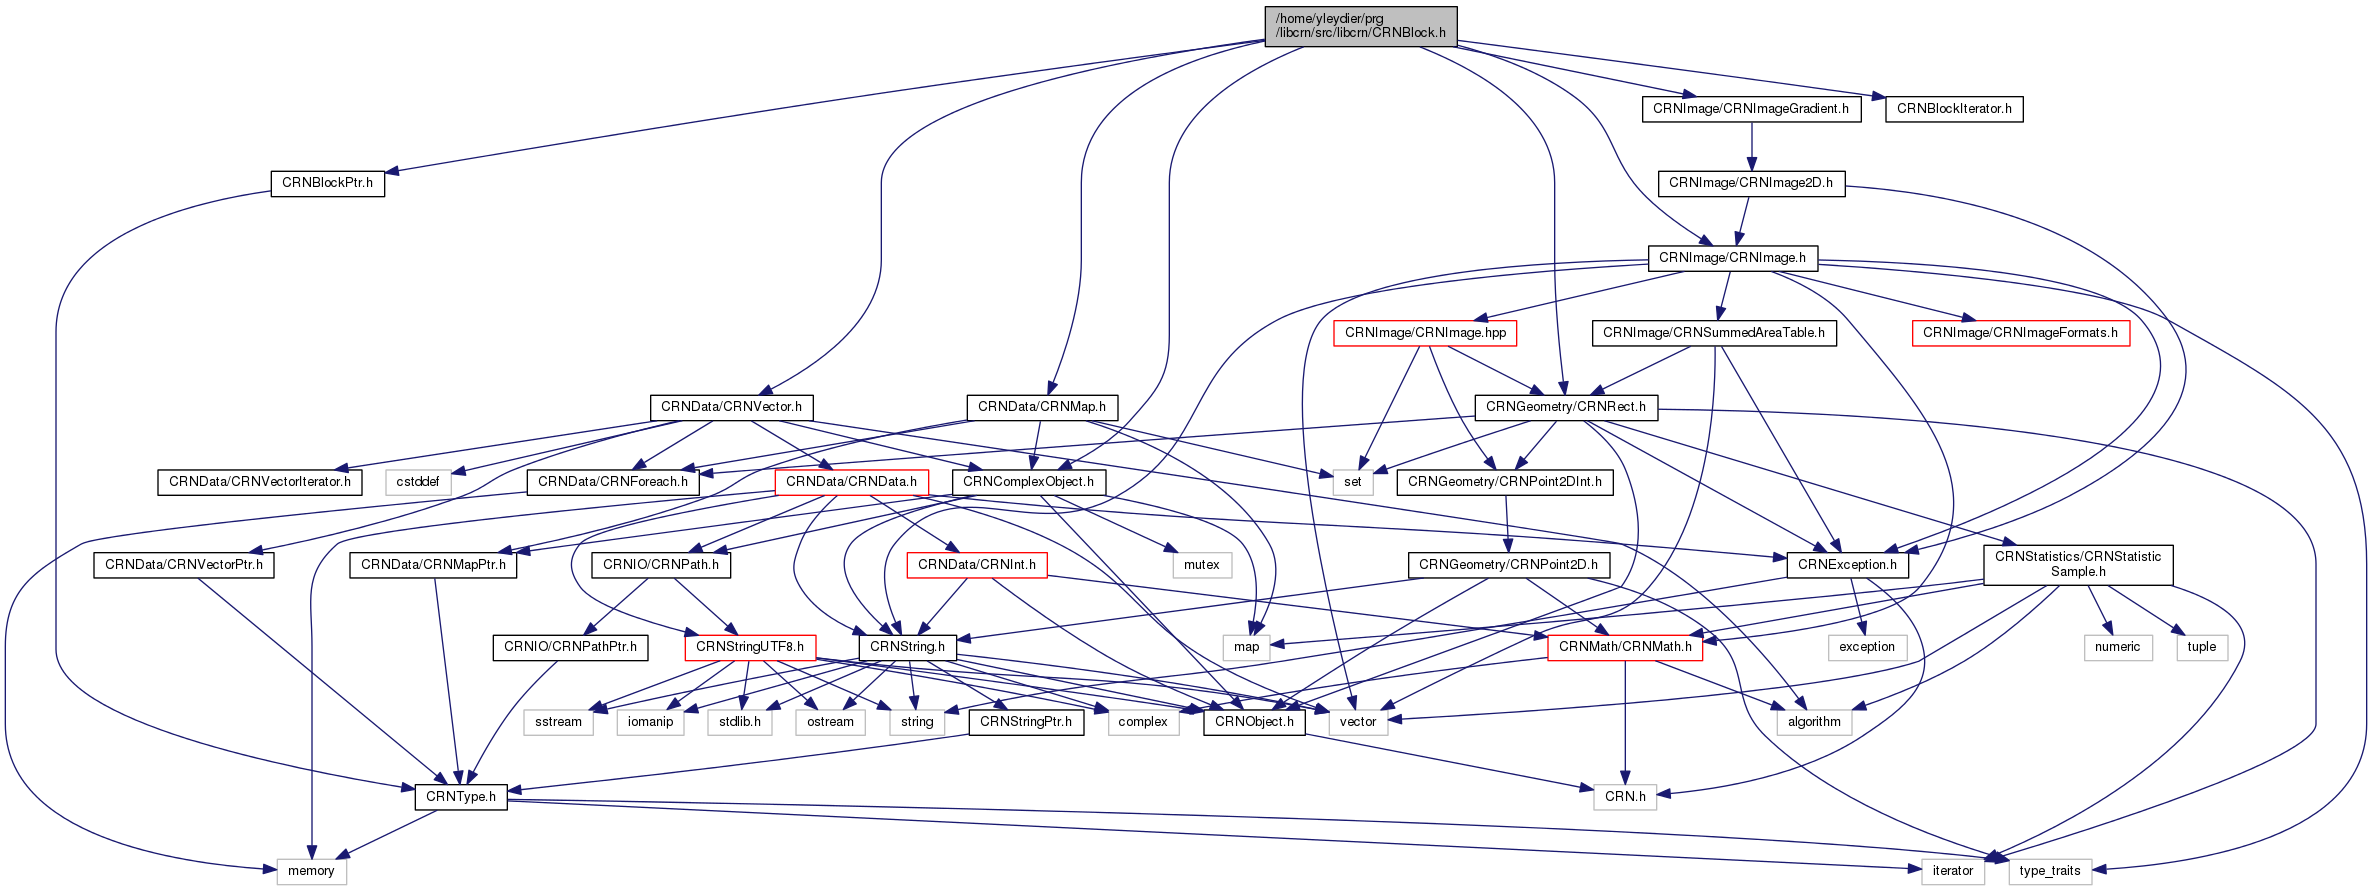 /home/yleydier/prg
/libcrn/src/libcrn/CRNBlock.h
CRNImage/CRNImageGradient.h
CRNBlockIterator.h
CRNBlockPtr.h
CRNImage/CRNImage2D.h
CRNImage/CRNImage.h
CRNImage/CRNImage.hpp
CRNImage/CRNSummedAreaTable.h
CRNImage/CRNImageFormats.h
CRNData/CRNVector.h
CRNData/CRNMap.h
CRNGeometry/CRNRect.h
CRNData/CRNVectorIterator.h
cstddef
CRNData/CRNForeach.h
CRNData/CRNData.h
CRNComplexObject.h
set
CRNGeometry/CRNPoint2DInt.h
CRNData/CRNVectorPtr.h
CRNData/CRNMapPtr.h
CRNIO/CRNPath.h
CRNData/CRNInt.h
mutex
CRNGeometry/CRNPoint2D.h
CRNException.h
CRNStatistics/CRNStatistic
Sample.h
CRNIO/CRNPathPtr.h
CRNStringUTF8.h
CRNString.h
map
CRNMath/CRNMath.h
exception
numeric
tuple
sstream
iomanip
stdlib.h
ostream
string
CRNStringPtr.h
complex
CRNObject.h
vector
algorithm
CRNType.h
CRN.h
memory
iterator
type_traits